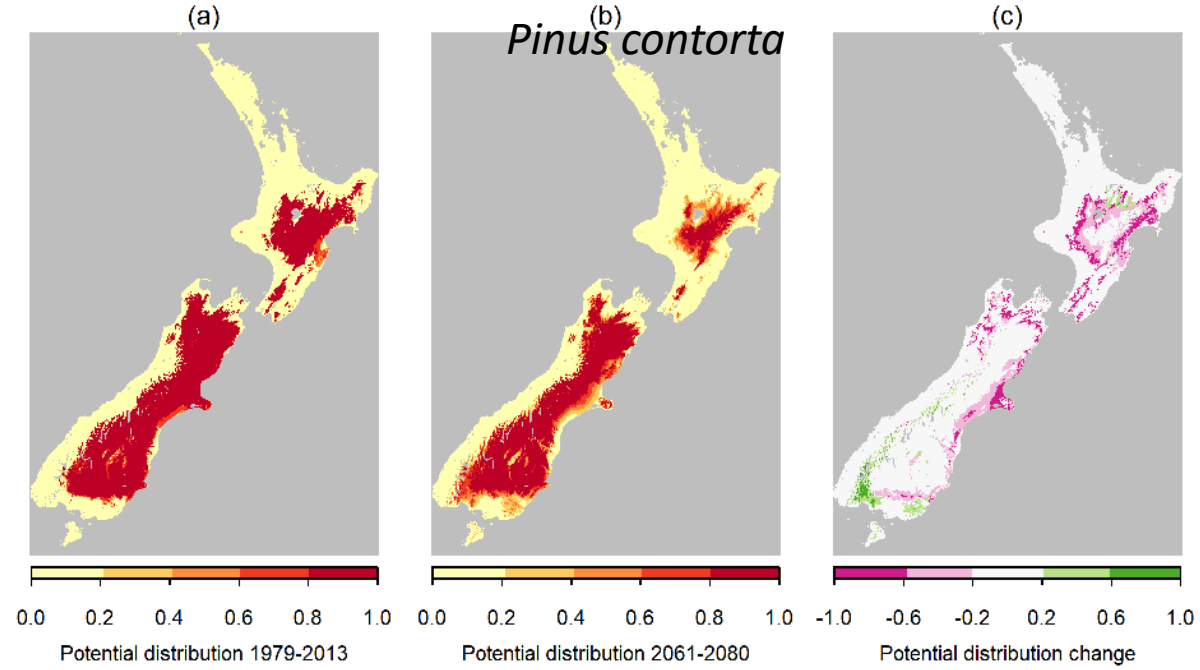 (a) (b) (c)
Pinus contorta
0.0 0.2 0.4 0.6 0.8 1.0
Potential distribution 1979-2013
0.0 0.2 0.4 0.6 0.8 1.0
Potential distribution 2061-2080
-1.0 -0.6 -0.2 0.2 0.6 1.0
Potential distribution change